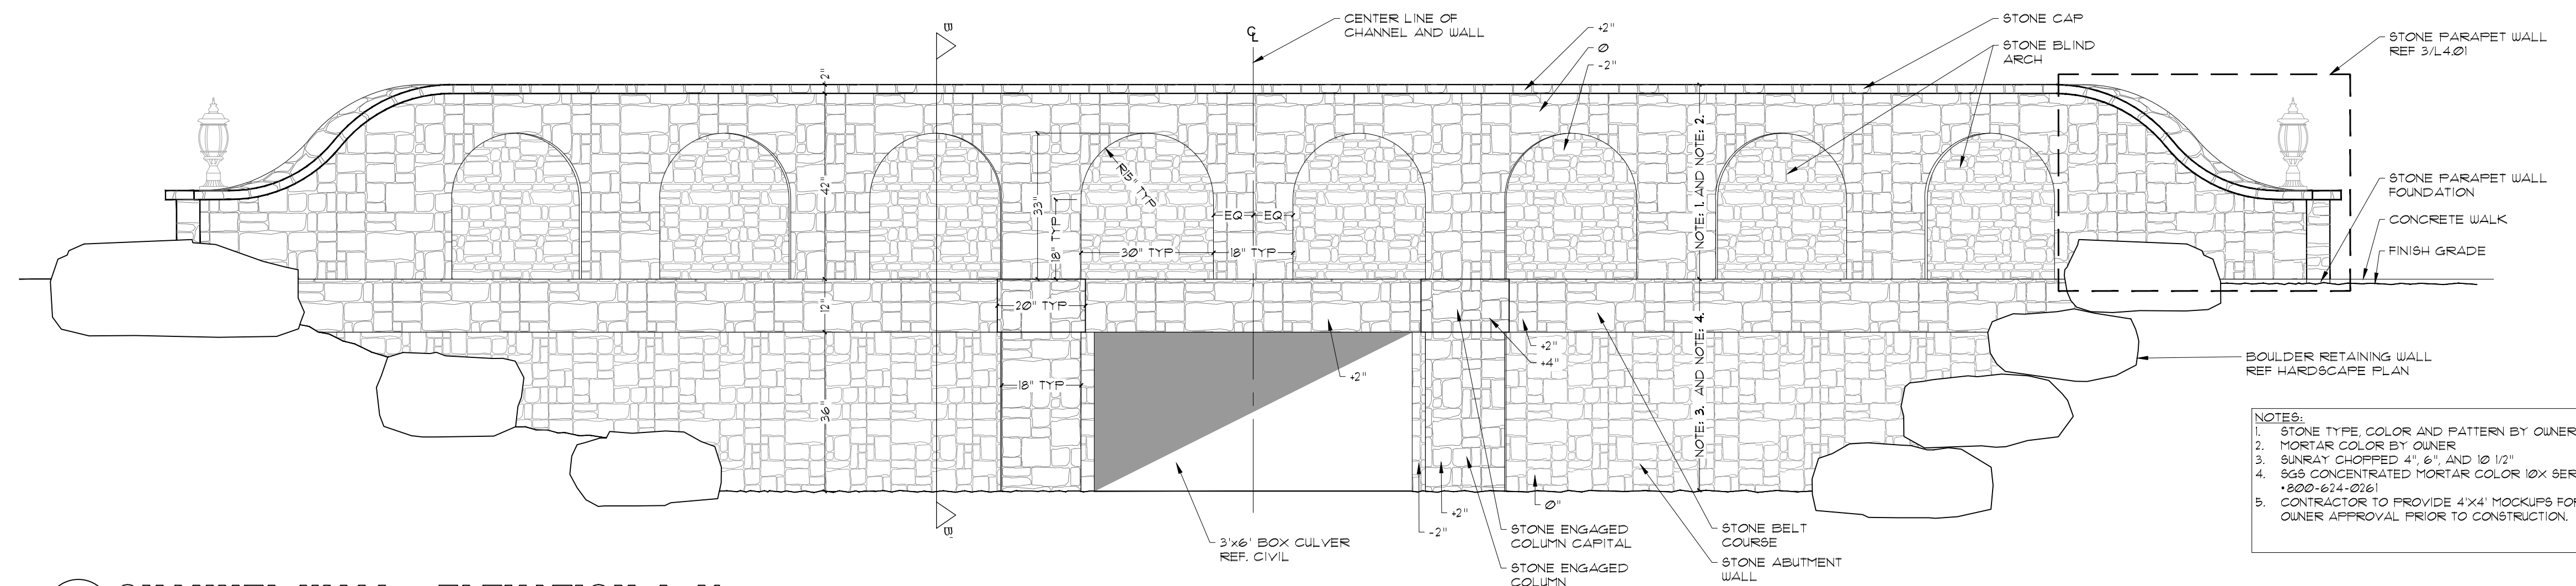 CENTER LINE OF
CHANNEL AND WALL
+2"
Ø
-2"
STONE CAP
STONE BLIND
ARCH
STONE PARAPET WALL
REF 3/L4.01
B
℄
2"
42"
12"
36"
33"
18" TYP
R15" TYP
EQ
EQ
30" TYP
18" TYP
20" TYP
18" TYP
NOTE: 1. AND NOTE: 2.
NOTE: 3. AND NOTE: 4.
STONE PARAPET WALL
FOUNDATION
CONCRETE WALK
FINISH GRADE
+2"
+4"
+2"
BOULDER RETAINING WALL
REF HARDSCAPE PLAN
NOTES:
1. STONE TYPE, COLOR AND PATTERN BY OWNER
2. MORTAR COLOR BY OWNER
3. SUNRAY CHOPPED 4", 6", AND 10 1/2"
4. SGS CONCENTRATED MORTAR COLOR 10X SER
•800-624-0261
5. CONTRACTOR TO PROVIDE 4'X4' MOCKUPS FOR
OWNER APPROVAL PRIOR TO CONSTRUCTION.
B
-2"
+2"
Ø"
3'x6' BOX CULVER
REF. CIVIL
STONE ENGAGED
COLUMN CAPITAL
STONE ENGAGED
COLUMN
STONE BELT
COURSE
STONE ABUTMENT
WALL